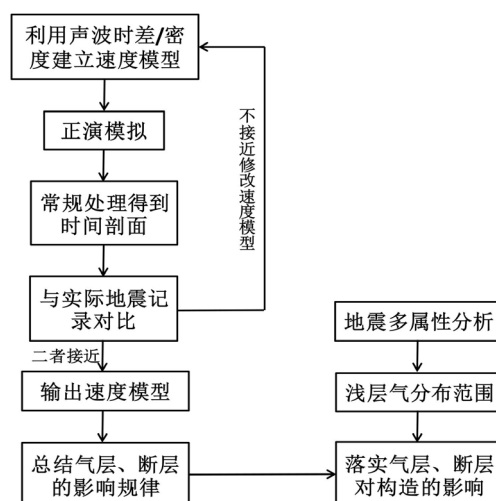 利用声波时差/密
度建立速度模型
正演模拟
常规处理得到
时间剖面
不接近修改速度模型
与实际地震记
录对比
二者接近
输出速度模型
总结气层、断层
的影响规律
地震多属性分析
浅层气分布范围
落实气层、断层
对构造的影响